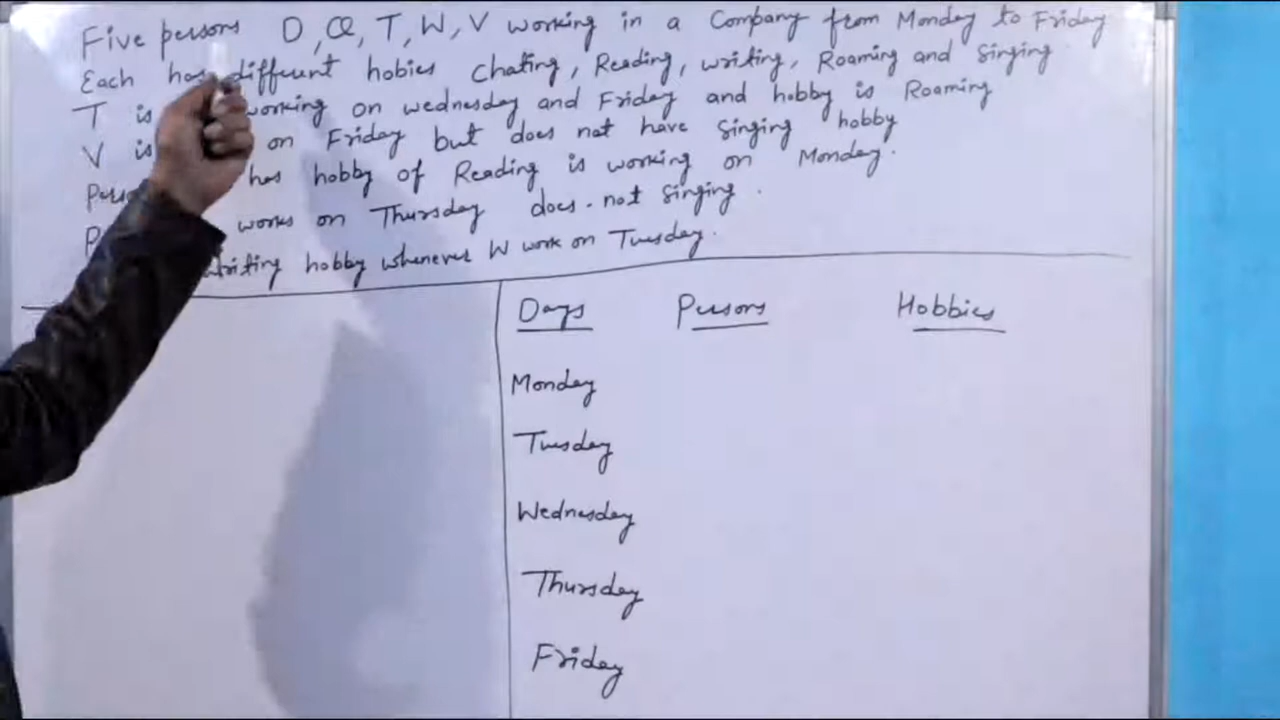 Five persons D, Q, T, W, V working in a Company from Monday to Friday
Each has different hobies Chating, Reading, writing, Roaming and Singing
T is working on wednesday and Friday and hobby is Roaming
V is on Friday but does not have Singing hobby
has hobby of Reading is working on Monday.
works on Thursday does not singing.
writing hobby whenever W work on Tuesday.
Days Persons Hobbies
Monday
Tuesday
Wednesday
Thursday
Friday